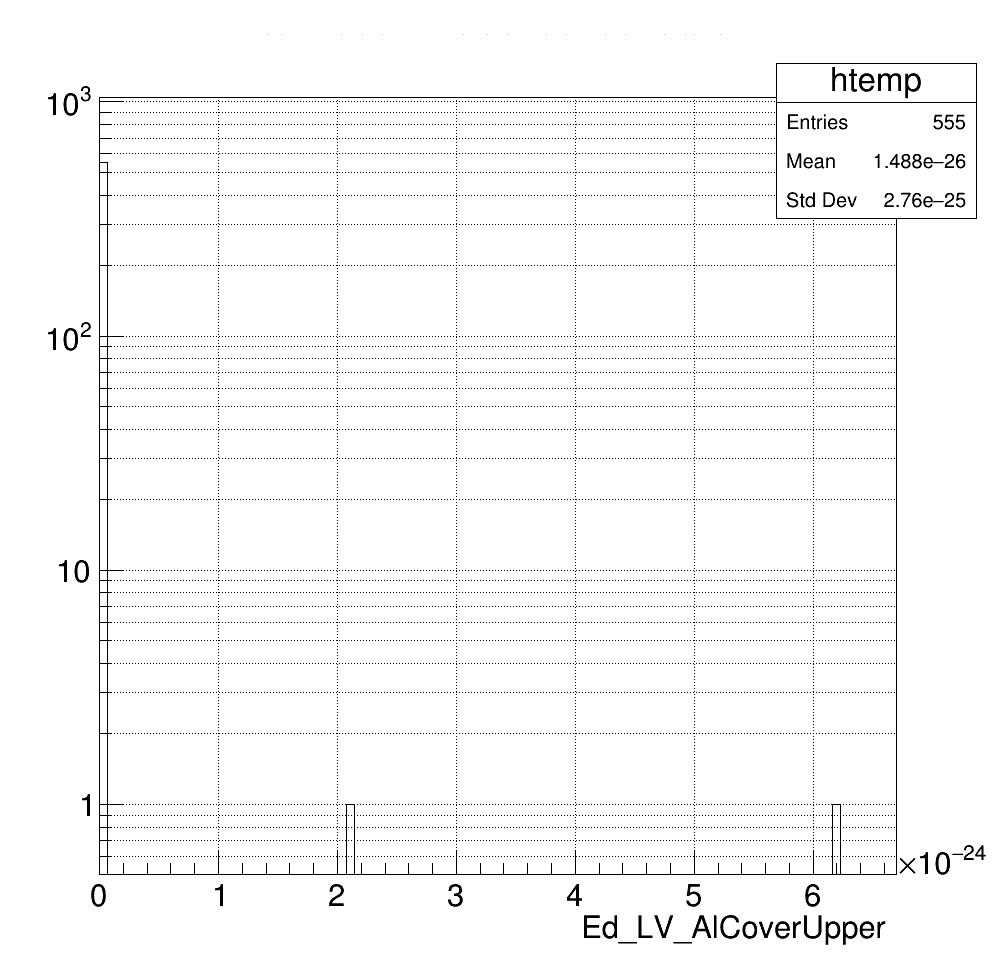 htemp
Entries 555
Mean 1.488e−26
Std Dev 2.76e−25
10³
10²
10
1
0 1 2 3 4 5 6
×10⁻²⁴
Ed_LV_AlCoverUpper